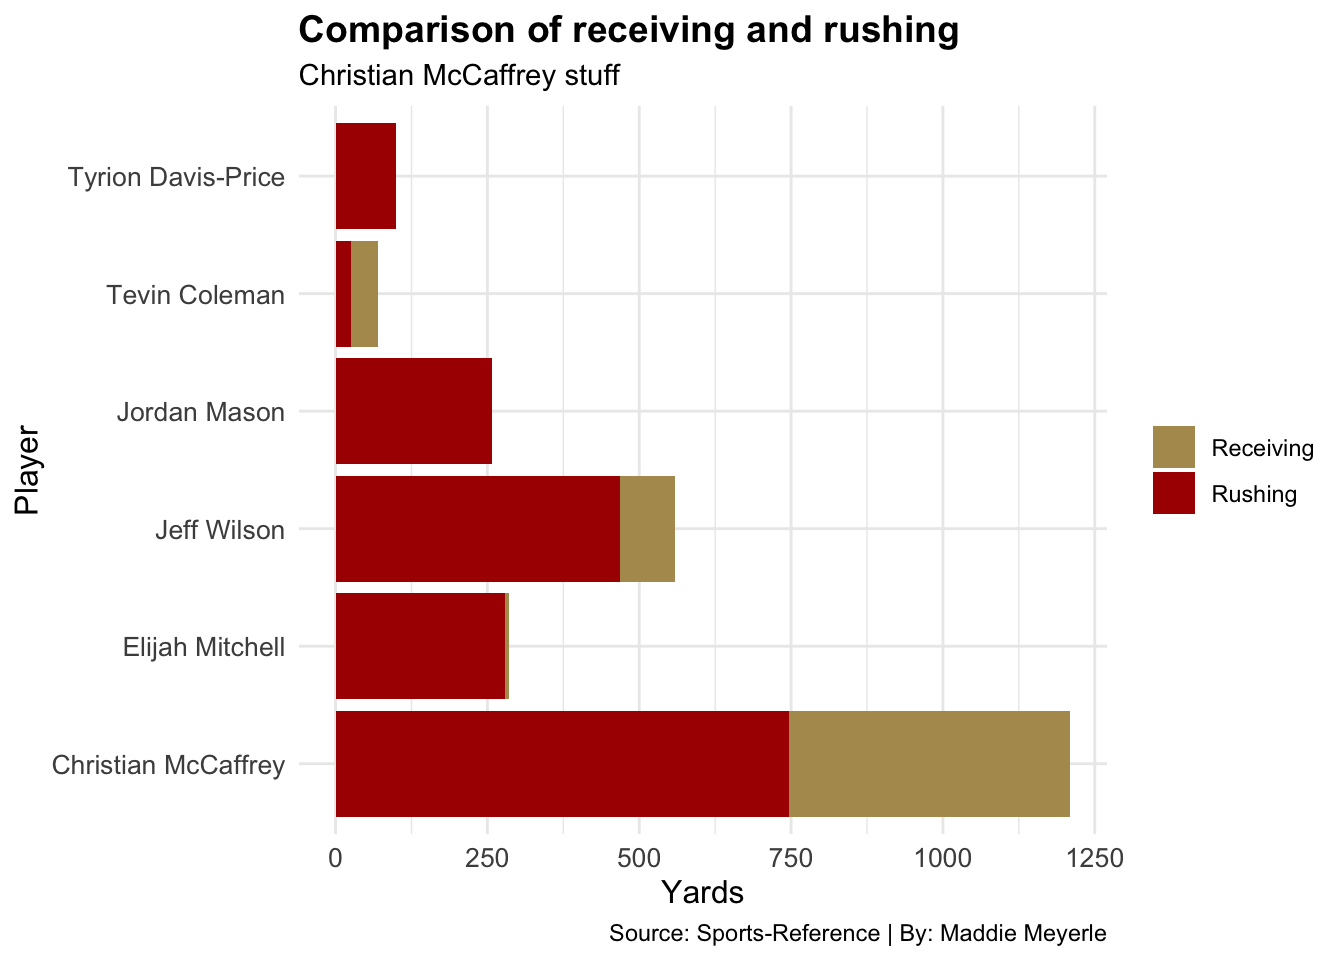 Comparison of receiving and rushing
Christian McCaffrey stuff
Player
Tyrion Davis-Price
Tevin Coleman
Jordan Mason
Jeff Wilson
Elijah Mitchell
Christian McCaffrey
0 250 500 750 1000 1250
Yards
Receiving
Rushing
Source: Sports-Reference | By: Maddie Meyerle